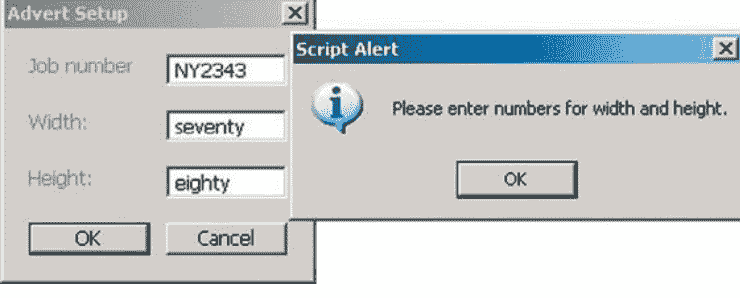 Advert Setup
Job number
NY2343
Width:
seventy
Height:
eighty
OK
Cancel
Script Alert
Please enter numbers for width and height.
OK